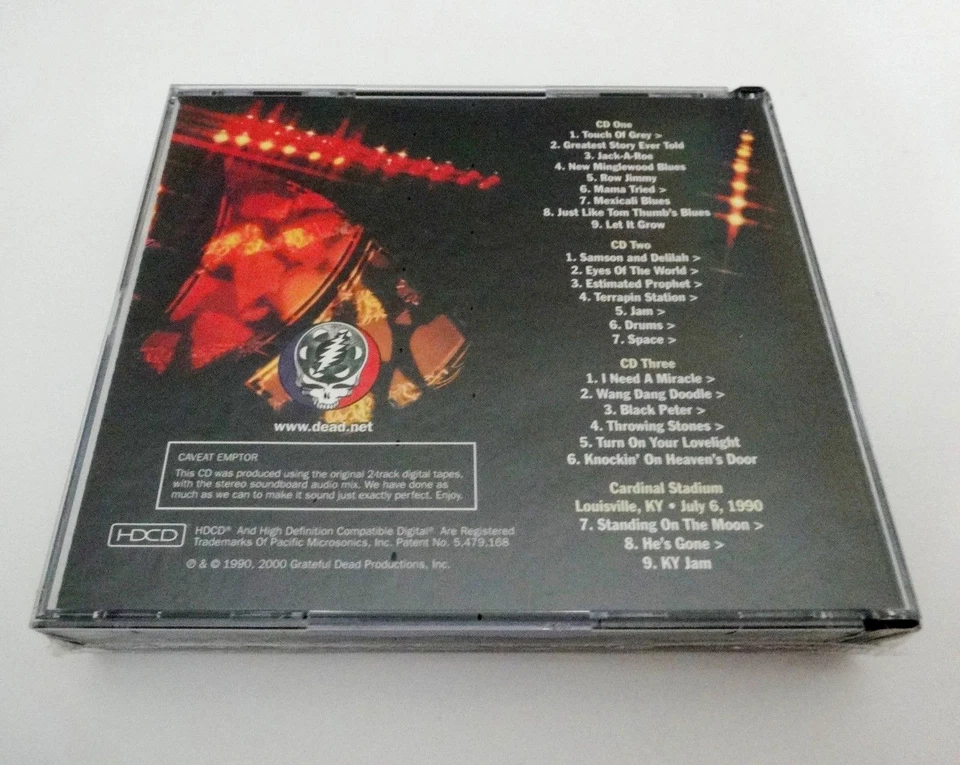 CD One
1. Touch Of Grey >
2. Greatest Story Ever Told
3. Jack-A-Roe
4. New Minglewood Blues
5. Row Jimmy
6. Mama Tried >
7. Mexicali Blues
8. Just Like Tom Thumb's Blues
9. Let It Grow
CD Two
1. Samson and Delilah >
2. Eyes Of The World >
3. Estimated Prophet >
4. Terrapin Station >
5. Jam >
6. Drums >
7. Space >
CD Three
1. I Need A Miracle >
2. Wang Dang Doodle >
3. Black Peter >
4. Throwing Stones >
5. Turn On Your Lovelight
6. Knockin' On Heaven's Door
Cardinal Stadium
Louisville, KY • July 6, 1990
7. Standing On The Moon >
8. He's Gone >
9. KY Jam
www.dead.net
CAVEAT EMPTOR
This CD was produced using the original 2-track digital tapes,
with the stereo soundboard audio mix. We have done as
much as we can to make it sound just exactly perfect. Enjoy.
HDCD
HDCD® And High Definition Compatible Digital® Are Registered
Trademarks Of Pacific Microsonics, Inc. Patent No. 5,479,168
℗ & © 1990, 2000 Grateful Dead Productions, Inc.